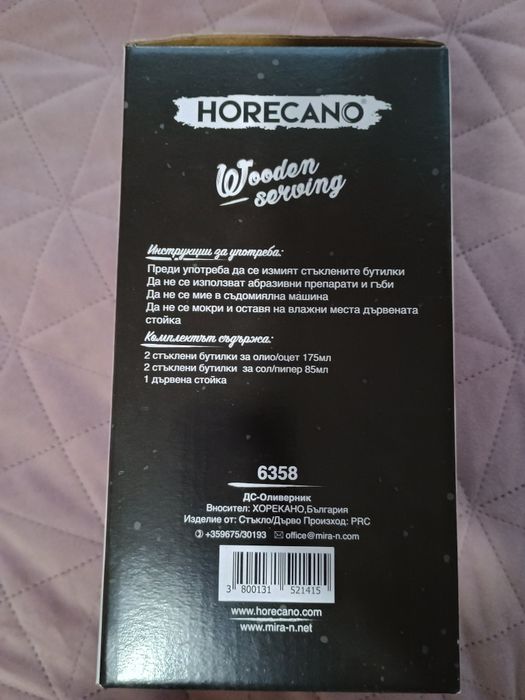 HORECANO®
Wooden
serving
Инструкции за употреба:
Преди употреба да се измият стъклените бутилки
Да не се използват абразивни препарати и гъби
Да не се мие в съдомиялна машина
Да не се мокри и оставя на влажни места дървената
стойка
Комплектът съдържа:
2 стъклени бутилки за олио/оцет 175мл
2 стъклени бутилки за сол/пипер 85мл
1 дървена стойка
6358
ДС-Оливерник
Вносител: ХОРЕКАНО,България
Изделие от: Стъкло/Дърво Произход: PRC
+359675/30193 office@mira-n.com
3 800131 521415
www.horecano.com
www.mira-n.net